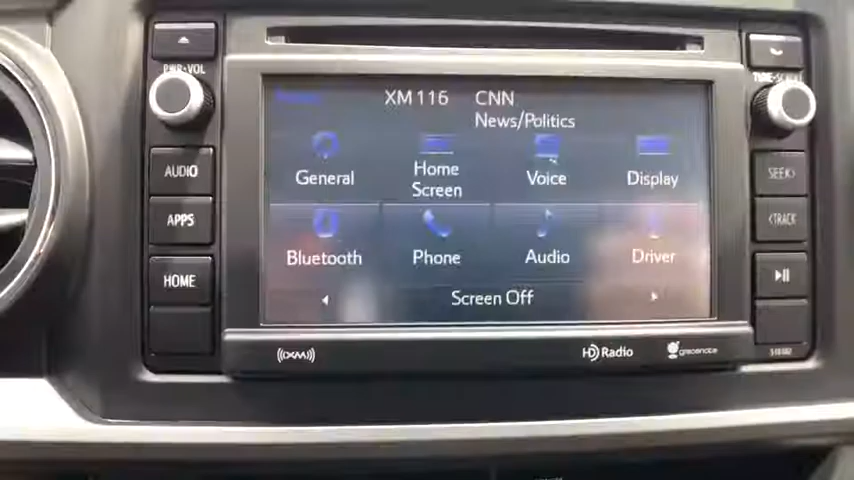 PWR•VOL
TUNE•SCROLL
XM 116 CNN
News/Politics
AUDIO
APPS
HOME
SEEK>
<TRACK
General
Home
Screen
Voice
Display
Bluetooth
Phone
Audio
Driver
Screen Off
((XM))
HD Radio
gracenote